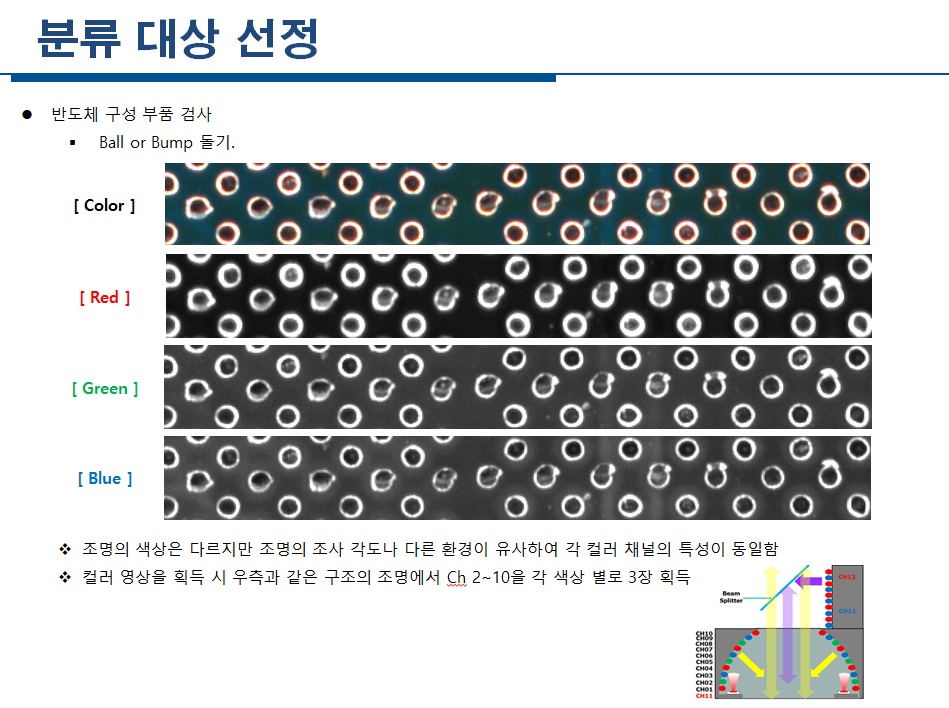 분류 대상 선정
● 반도체 구성 부품 검사
▪ Ball or Bump 돌기.
[ Color ]
[ Red ]
[ Green ]
[ Blue ]
❖ 조명의 색상은 다르지만 조명의 조사 각도나 다른 환경이 유사하여 각 컬러 채널의 특성이 동일함
❖ 컬러 영상을 획득 시 우측과 같은 구조의 조명에서 Ch 2~10을 각 색상 별로 3장 획득
Beam
Splitter
CH12
CH13
CH10
CH09
CH08
CH07
CH06
CH05
CH04
CH03
CH02
CH01
CH11